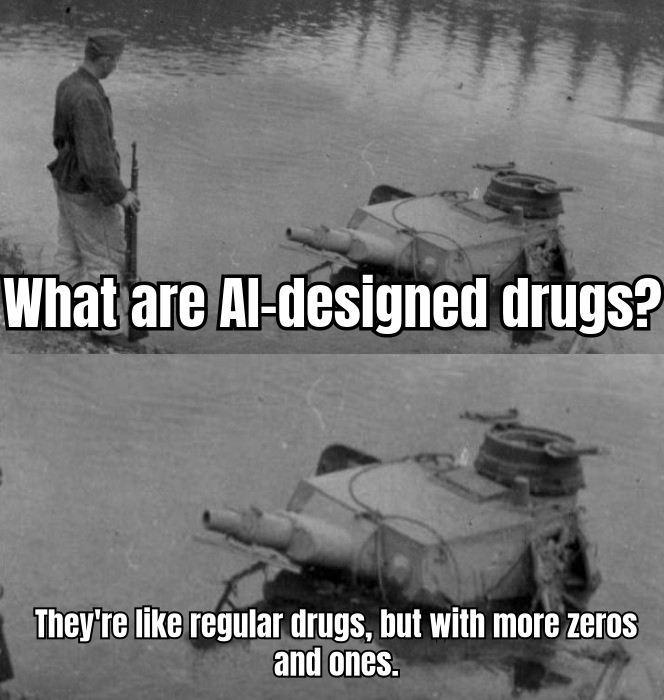 What are AI-designed drugs?
They're like regular drugs, but with more zeros
and ones.